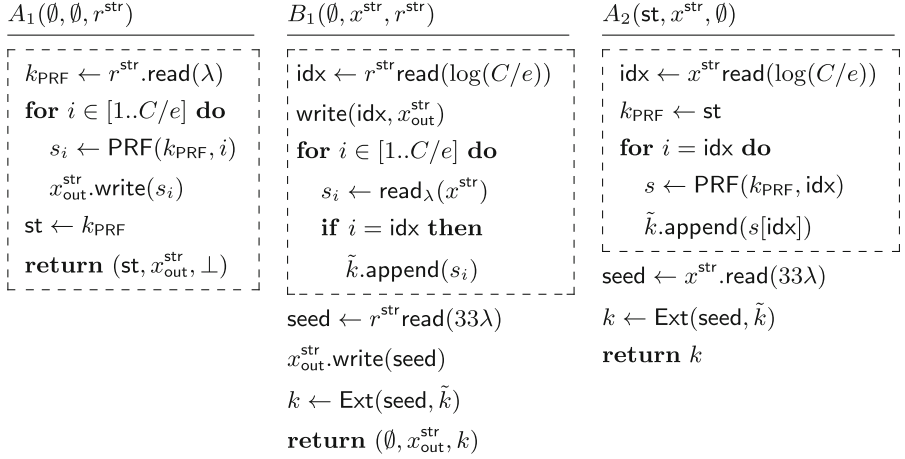 A₁(∅, ∅, r^str)
k_PRF ← r^str.read(λ)
for i ∈ [1..C/e] do
s_i ← PRF(k_PRF, i)
x_out^str.write(s_i)
st ← k_PRF
return (st, x_out^str, ⊥)
B₁(∅, x^str, r^str)
idx ← r^str read(log(C/e))
write(idx, x_out^str)
for i ∈ [1..C/e] do
s_i ← read_λ(x^str)
if i = idx then
k̃.append(s_i)
seed ← r^str read(33λ)
x_out^str.write(seed)
k ← Ext(seed, k̃)
return (∅, x_out^str, k)
A₂(st, x^str, ∅)
idx ← x^str read(log(C/e))
k_PRF ← st
for i = idx do
s ← PRF(k_PRF, idx)
k̃.append(s[idx])
seed ← x^str.read(33λ)
k ← Ext(seed, k̃)
return k